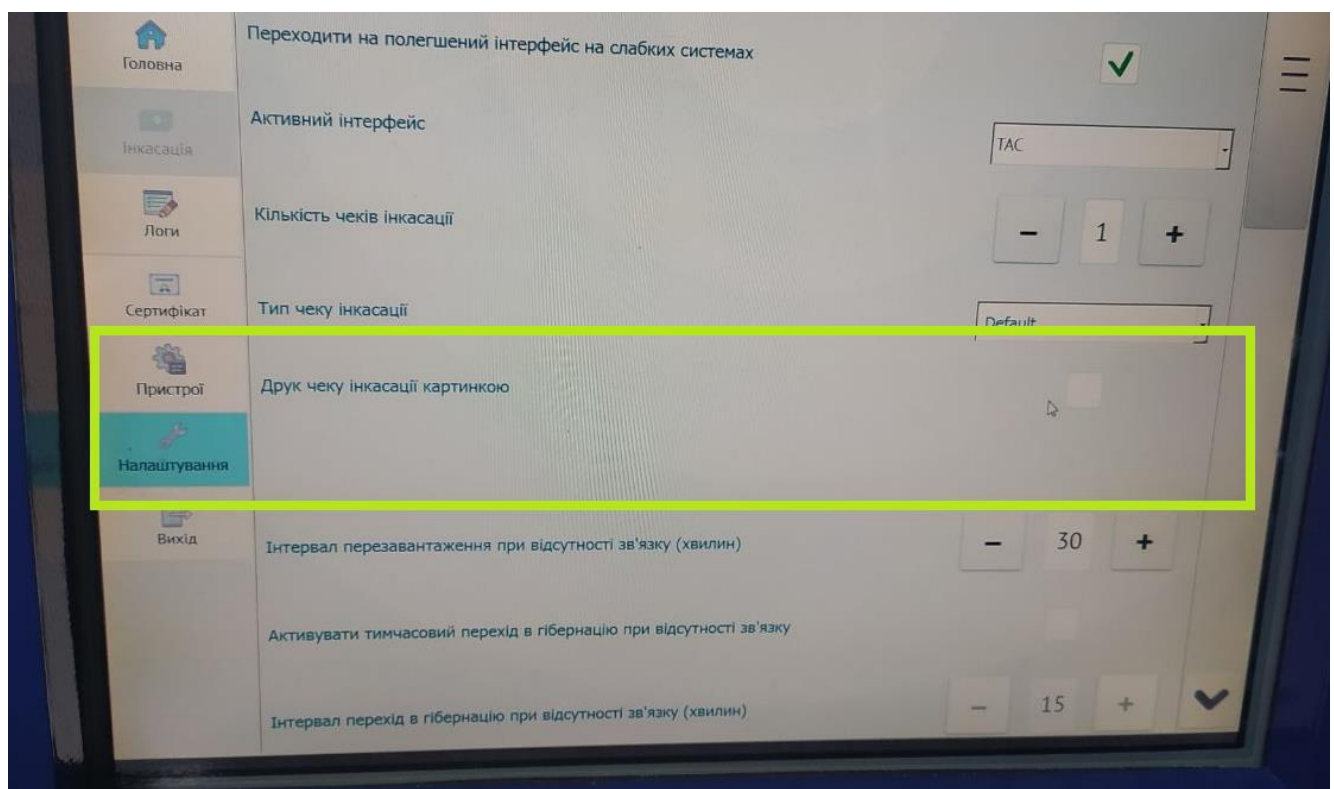 Головна
Переходити на полегшений інтерфейс на слабких системах
Інкасація
Активний інтерфейс
ТАС
Логи
Кількість чеків інкасації
- 1 +
Сертифікат
Тип чеку інкасації
Default
Пристрої
Друк чеку інкасації картинкою
Налаштування
Вихід
Інтервал перезавантаження при відсутності зв'язку (хвилин)
- 30 +
Активувати тимчасовий перехід в гібернацію при відсутності зв'язку
Інтервал перехід в гібернацію при відсутності зв'язку (хвилин)
- 15 +